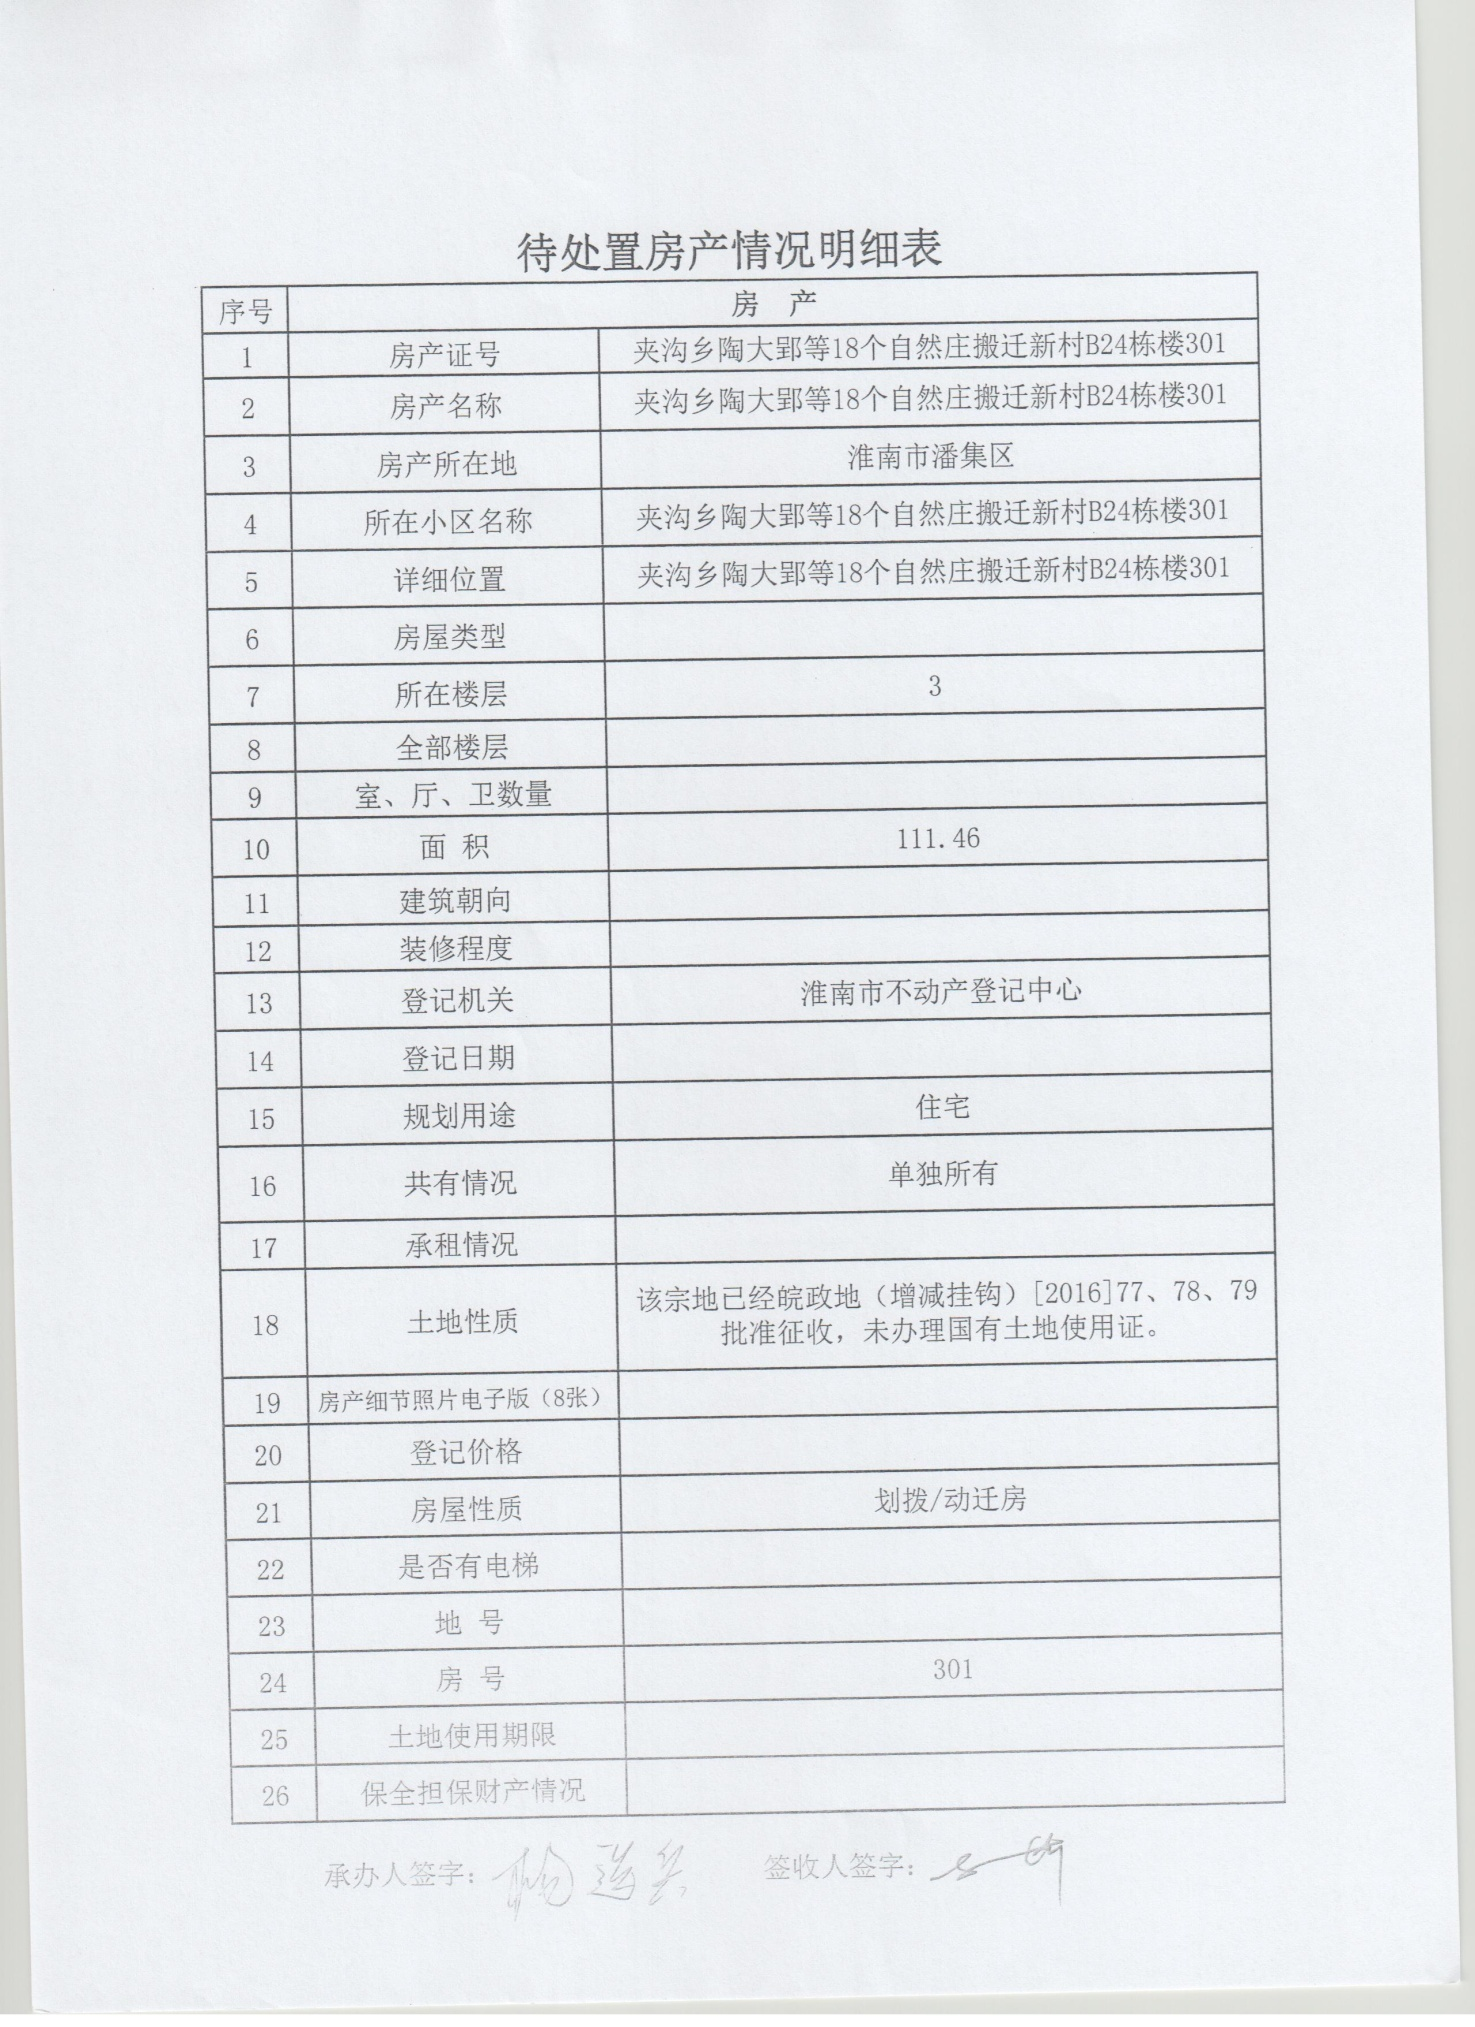 待处置房产情况明细表
序号 房 产
1 房产证号 夹沟乡陶大郢等18个自然庄搬迁新村B24栋楼301
2 房产名称 夹沟乡陶大郢等18个自然庄搬迁新村B24栋楼301
3 房产所在地 淮南市潘集区
4 所在小区名称 夹沟乡陶大郢等18个自然庄搬迁新村B24栋楼301
5 详细位置 夹沟乡陶大郢等18个自然庄搬迁新村B24栋楼301
6 房屋类型
7 所在楼层 3
8 全部楼层
9 室、厅、卫数量
10 面 积 111.46
11 建筑朝向
12 装修程度
13 登记机关 淮南市不动产登记中心
14 登记日期
15 规划用途 住宅
16 共有情况 单独所有
17 承租情况
18 土地性质 该宗地已经皖政地（增减挂钩）[2016]77、78、79
批准征收，未办理国有土地使用证。
19 房产细节照片电子版（8张）
20 登记价格
21 房屋性质 划拨/动迁房
22 是否有电梯
23 地 号
24 房 号 301
25 土地使用期限
26 保全担保财产情况
承办人签字： 签收人签字：